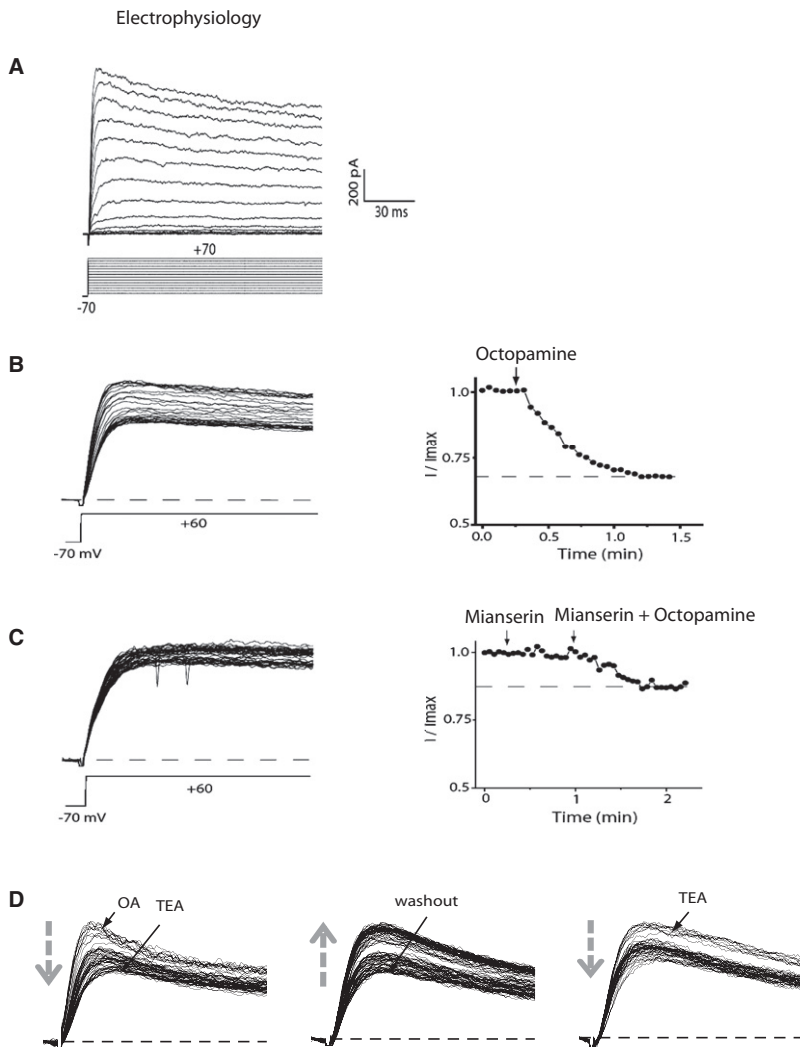 Electrophysiology
A
200 pA
30 ms
+70
-70
B
+60
-70 mV
Octopamine
I / Imax
1.0
0.75
0.5
0.0
0.5
1.0
1.5
Time (min)
C
+60
-70 mV
Mianserin
Mianserin + Octopamine
I / Imax
1.0
0.75
0.5
0
1
2
Time (min)
D
OA
TEA
washout
TEA